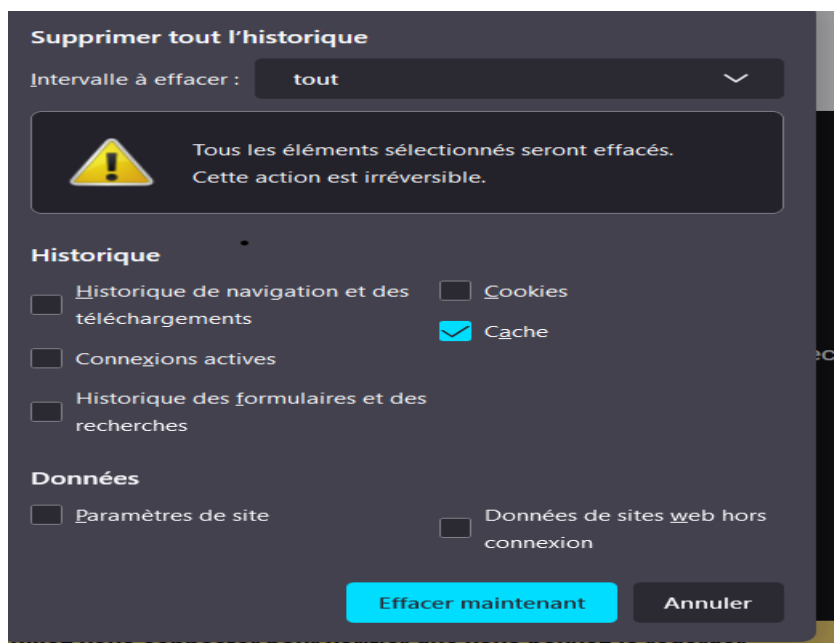 Supprimer tout l'historique
Intervalle à effacer : tout
Tous les éléments sélectionnés seront effacés.
Cette action est irréversible.
Historique
Historique de navigation et des
téléchargements
Connexions actives
Historique des formulaires et des
recherches
Cookies
Cache
Données
Paramètres de site
Données de sites web hors
connexion
Effacer maintenant Annuler